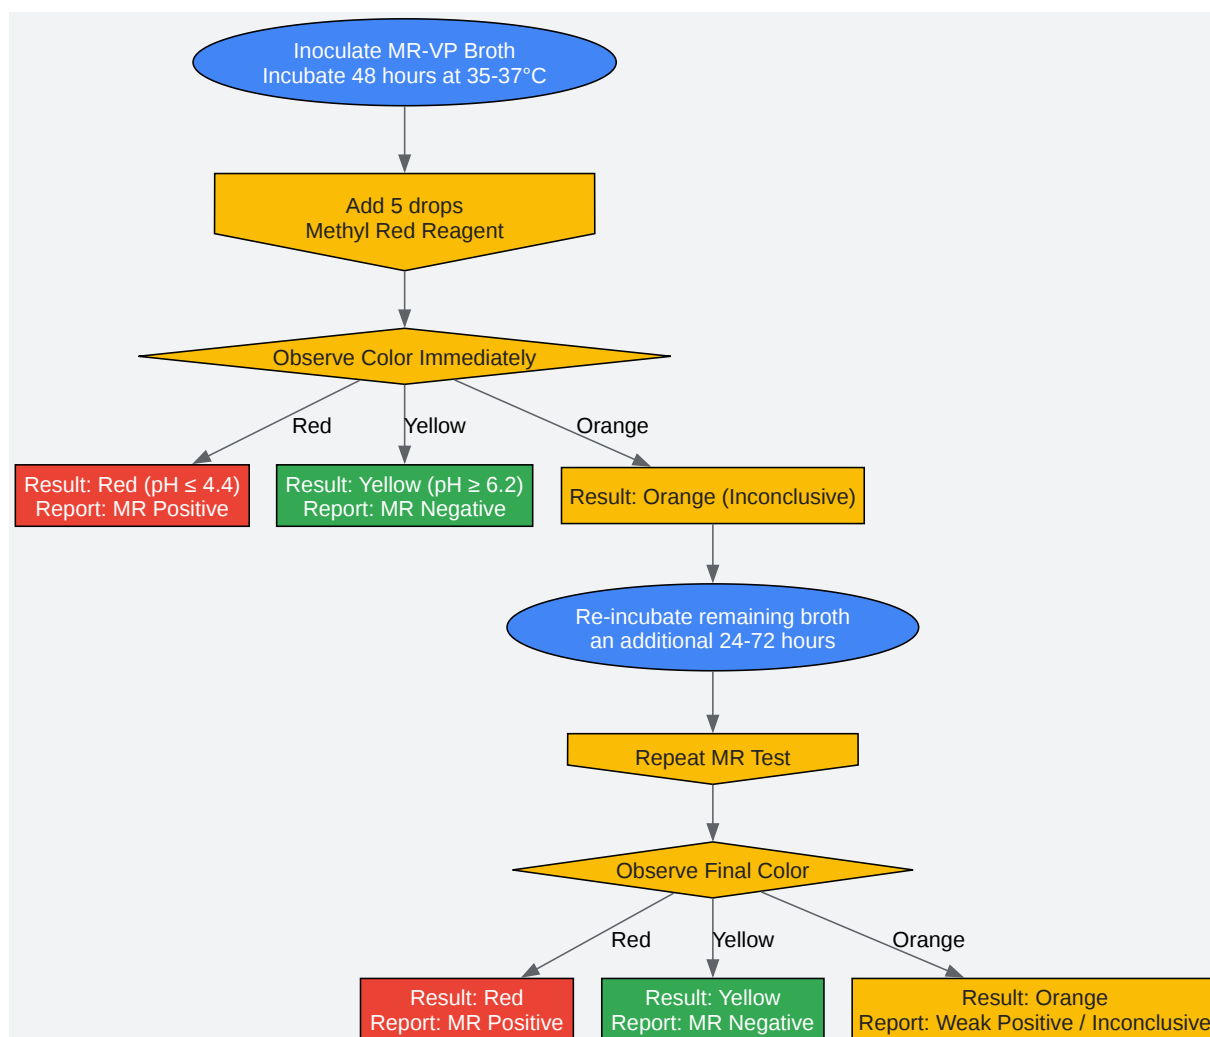 Inoculate MR-VP Broth
Incubate 48 hours at 35-37°C
Add 5 drops
Methyl Red Reagent
Observe Color Immediately
Red
Yellow
Orange
Result: Red (pH ≤ 4.4)
Report: MR Positive
Result: Yellow (pH ≥ 6.2)
Report: MR Negative
Result: Orange (Inconclusive)
Re-incubate remaining broth
an additional 24-72 hours
Repeat MR Test
Observe Final Color
Red
Yellow
Orange
Result: Red
Report: MR Positive
Result: Yellow
Report: MR Negative
Result: Orange
Report: Weak Positive / Inconclusive